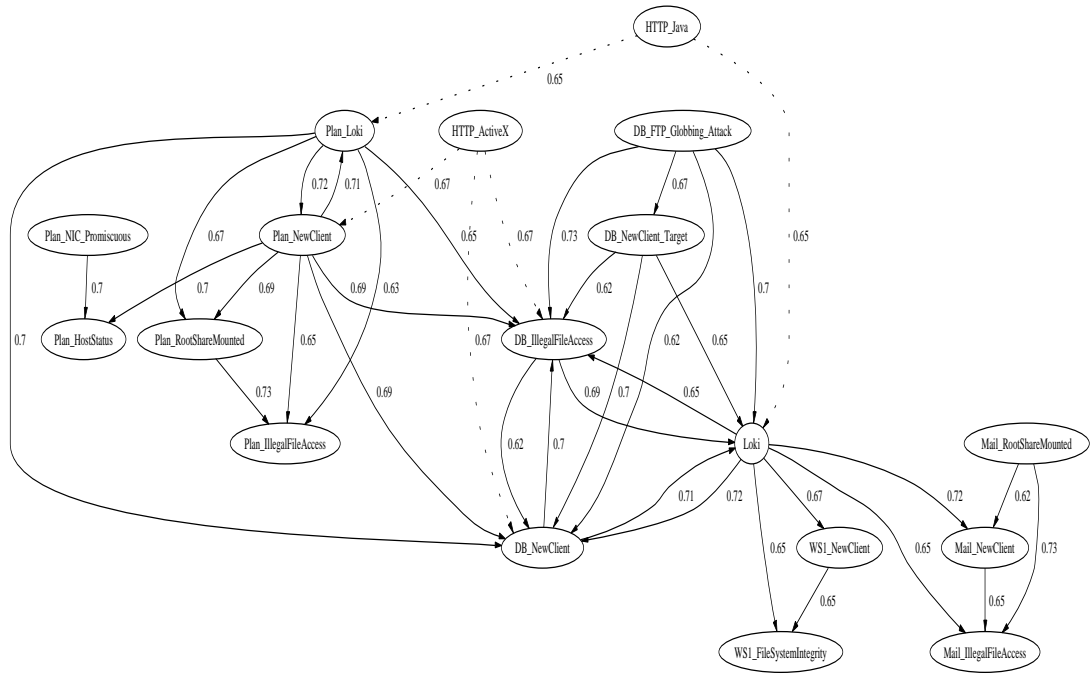 HTTP_Java
0.65
Plan_Loki
HTTP_ActiveX
DB_FTP_Globbing_Attack
0.72
0.71
0.67
0.67
Plan_NIC_Promiscuous
Plan_NewClient
0.67
0.65
0.67
0.73
DB_NewClient_Target
0.65
0.7
0.7
0.69
0.69
0.63
0.62
0.7
0.7
Plan_HostStatus
Plan_RootShareMounted
0.65
0.67
DB_IllegalFileAccess
0.62
0.65
0.73
0.69
0.69
0.7
0.65
Plan_IllegalFileAccess
0.62
0.7
Loki
Mail_RootShareMounted
0.71
0.72
0.67
0.72
0.62
DB_NewClient
0.65
WS1_NewClient
0.65
Mail_NewClient
0.73
0.65
0.65
WS1_FileSystemIntegrity
Mail_IllegalFileAccess